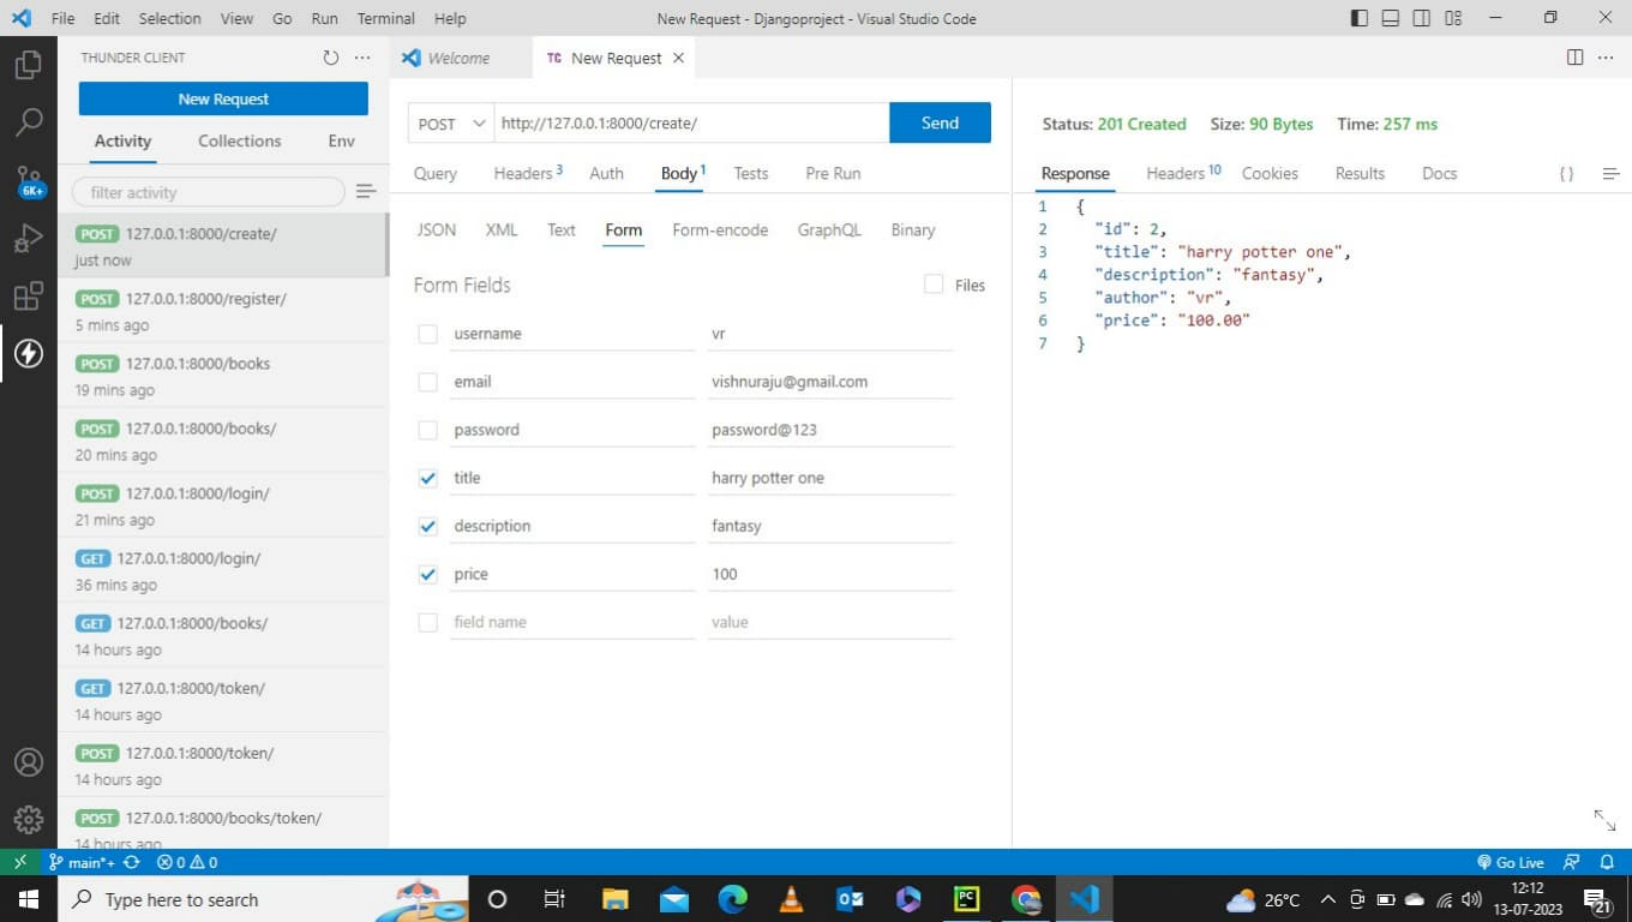 File Edit Selection View Go Run Terminal Help
New Request - Djangoproject - Visual Studio Code
THUNDER CLIENT
New Request
Activity Collections Env
filter activity
POST 127.0.0.1:8000/create/
just now
POST 127.0.0.1:8000/register/
5 mins ago
POST 127.0.0.1:8000/books
19 mins ago
POST 127.0.0.1:8000/books/
20 mins ago
POST 127.0.0.1:8000/login/
21 mins ago
GET 127.0.0.1:8000/login/
36 mins ago
GET 127.0.0.1:8000/books/
14 hours ago
GET 127.0.0.1:8000/token/
14 hours ago
POST 127.0.0.1:8000/token/
14 hours ago
POST 127.0.0.1:8000/books/token/
14 hours ago
6K+
Welcome
TC New Request
POST http://127.0.0.1:8000/create/ Send
Query Headers 3 Auth Body 1 Tests Pre Run
JSON XML Text Form Form-encode GraphQL Binary
Form Fields Files
username vr
email vishnuraju@gmail.com
password password@123
title harry potter one
description fantasy
price 100
field name value
Status: 201 Created Size: 90 Bytes Time: 257 ms
Response Headers 10 Cookies Results Docs {}
1 {
2 "id": 2,
3 "title": "harry potter one",
4 "description": "fantasy",
5 "author": "vr",
6 "price": "100.00"
7 }
main*+ 0 0
Go Live
Type here to search
PC
26°C
12:12
13-07-2023
21